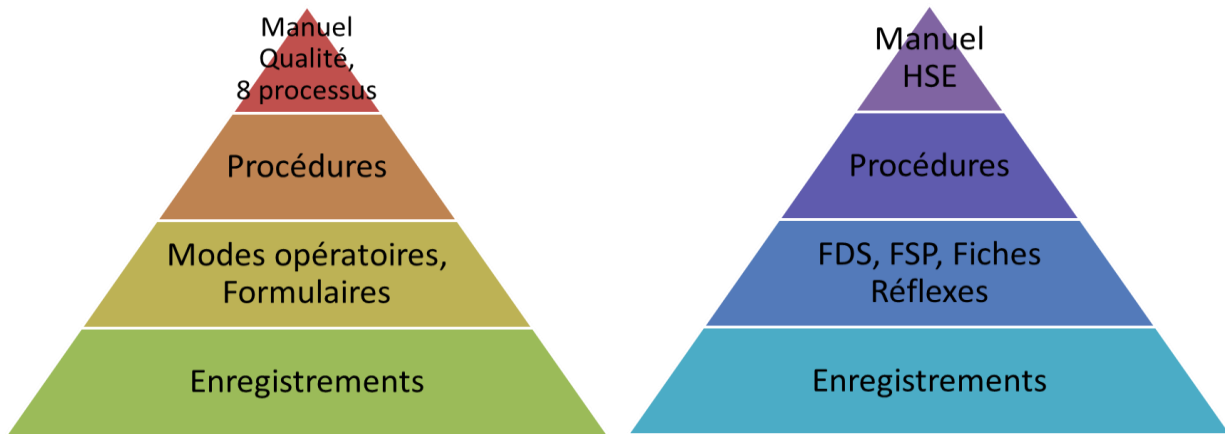 Manuel
Qualité,
8 processus
Procédures
Modes opératoires,
Formulaires
Enregistrements
Manuel
HSE
Procédures
FDS, FSP, Fiches
Réflexes
Enregistrements